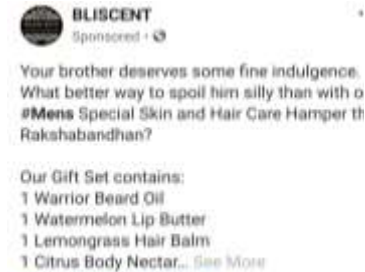 BLISCENT
Sponsored ·
Your brother deserves some fine indulgence.
What better way to spoil him silly than with o
#Mens Special Skin and Hair Care Hamper th
Rakshabandhan?
Our Gift Set contains:
1 Warrior Beard Oil
1 Watermelon Lip Butter
1 Lemongrass Hair Balm
1 Citrus Body Nectar... See More